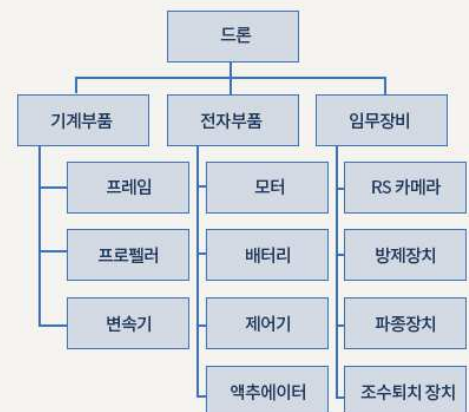 드론
기계부품
전자부품
임무장비
프레임
모터
RS 카메라
프로펠러
배터리
방제장치
변속기
제어기
파종장치
액추에이터
조수퇴치 장치